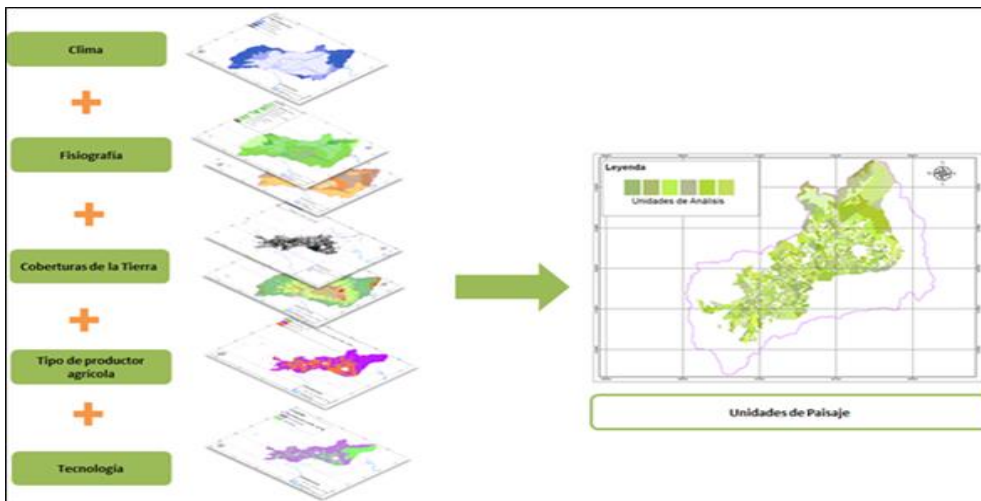 Clima
Fisiografía
Coberturas de la Tierra
Tipo de productor
agrícola
Tecnología
Leyenda
Unidades de Análisis
Unidades de Paisaje